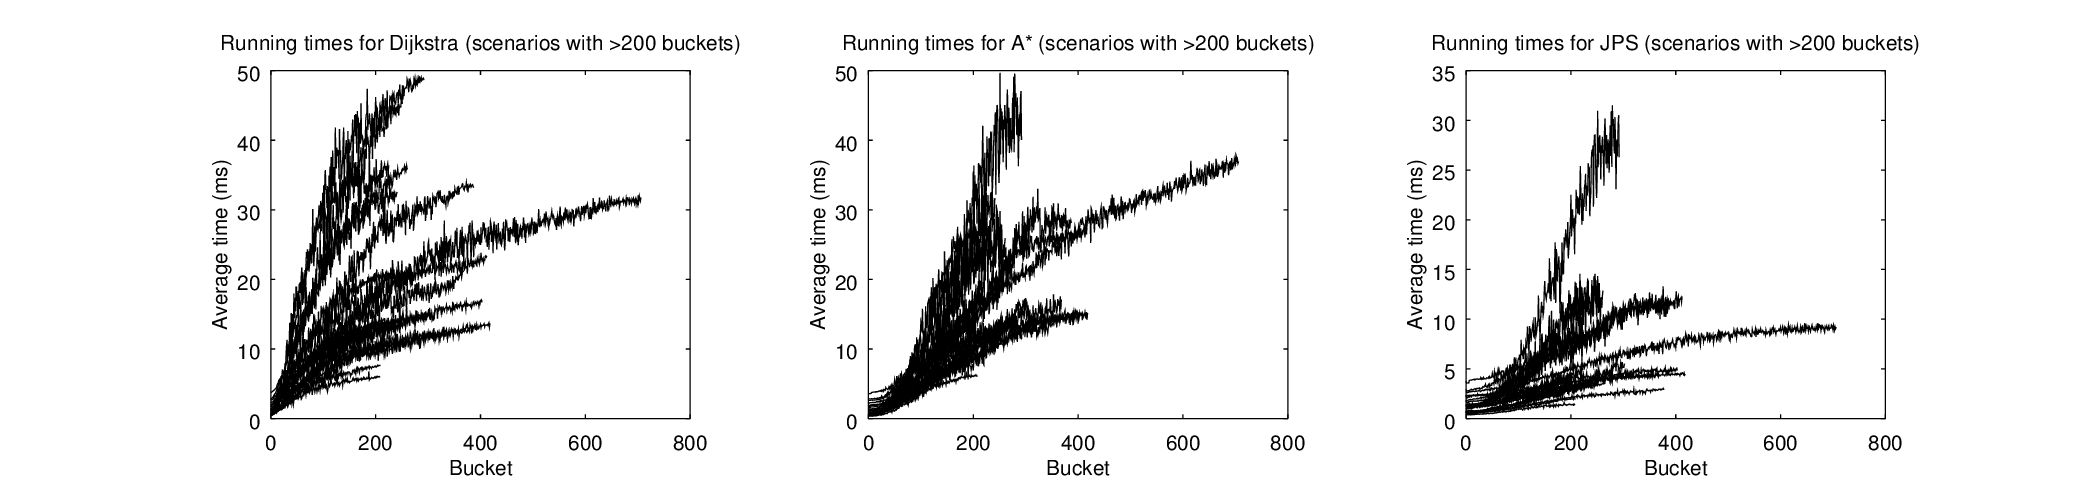 Running times for Dijkstra (scenarios with >200 buckets)
50
40
30
20
10
0
Average time (ms)
0 200 400 600 800
Bucket
Running times for A* (scenarios with >200 buckets)
50
40
30
20
10
0
Average time (ms)
0 200 400 600 800
Bucket
Running times for JPS (scenarios with >200 buckets)
35
30
25
20
15
10
5
0
Average time (ms)
0 200 400 600 800
Bucket